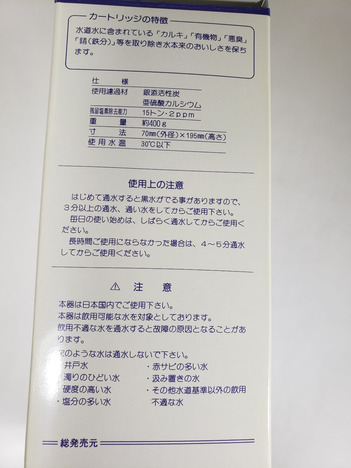 カートリッジの特徴
水道水に含まれている「カルキ」「有機物」「悪臭」
「錆(鉄分)」等を取り除き水本来のおいしさを保ち
ます。
仕様
使用濾過材 銀添活性炭
亜硫酸カルシウム
残留塩素除去能力 15トン・2ppm
重量 約400g
寸法 70mm(外径)×195mm(高さ)
使用水温 30℃以下
使用上の注意
はじめて通水すると黒水がでる事がありますので、
3分以上の通水、通い水をしてからご使用下さい。
毎日の使い始めは、しばらく通水してからご使用くだ
さい。
長時間ご使用にならなかった場合は、4〜5分通水
してからご使用ください。
⚠ 注意
本器は日本国内でご使用下さい。
本器は飲用可能な水を対象としております。
飲用不適な水を通水すると故障の原因となることがあ
ります。
次のような水は通水しないで下さい。
・井戸水 ・赤サビの多い水
・濁りのひどい水 ・汲み置きの水
・硬度の高い水 ・その他水道基準以外の飲用
・塩分の多い水 不適な水
総発売元